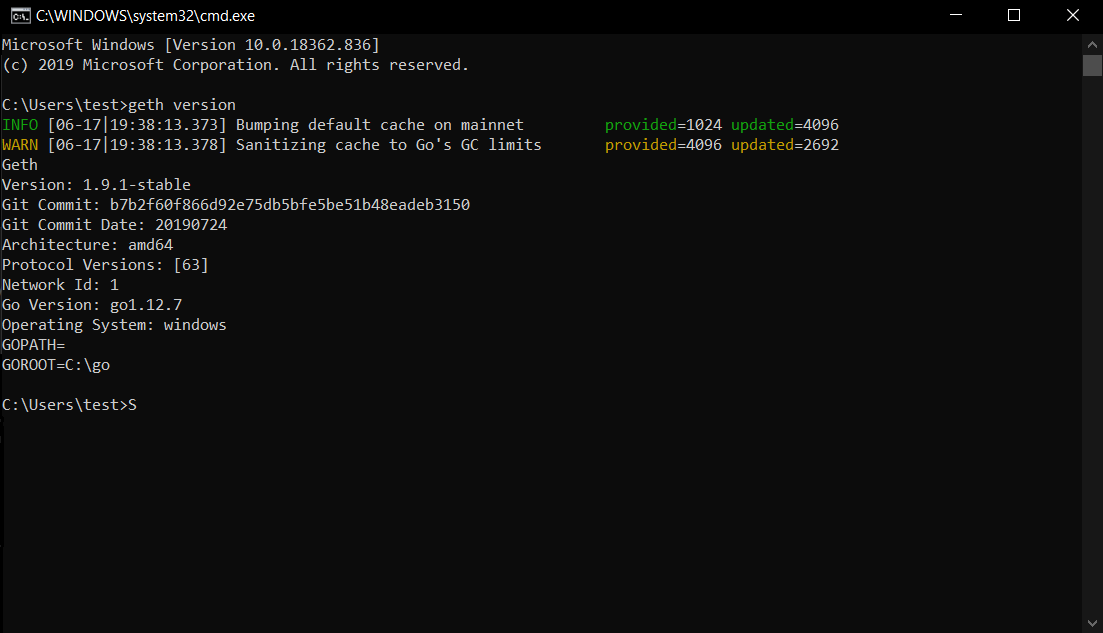 C:\WINDOWS\system32\cmd.exe
Microsoft Windows [Version 10.0.18362.836]
(c) 2019 Microsoft Corporation. All rights reserved.
C:\Users\test>geth version
INFO [06-17|19:38:13.373] Bumping default cache on mainnet provided=1024 updated=4096
WARN [06-17|19:38:13.378] Sanitizing cache to Go's GC limits provided=4096 updated=2692
Geth
Version: 1.9.1-stable
Git Commit: b7b2f60f866d92e75db5bfe5be51b48eadeb3150
Git Commit Date: 20190724
Architecture: amd64
Protocol Versions: [63]
Network Id: 1
Go Version: go1.12.7
Operating System: windows
GOPATH=
GOROOT=C:\go
C:\Users\test>S